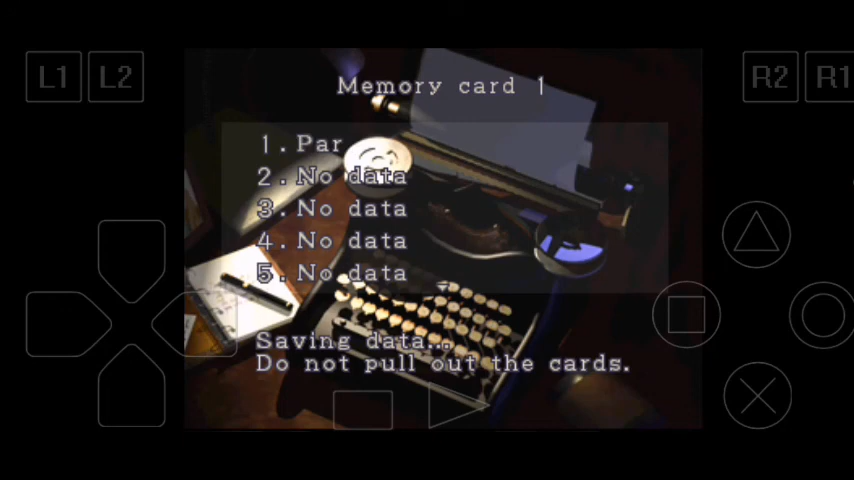 L1 L2 R2 R1
Memory card 1
1. Par
2. No data
3. No data
4. No data
5. No data
Saving data...
Do not pull out the cards.